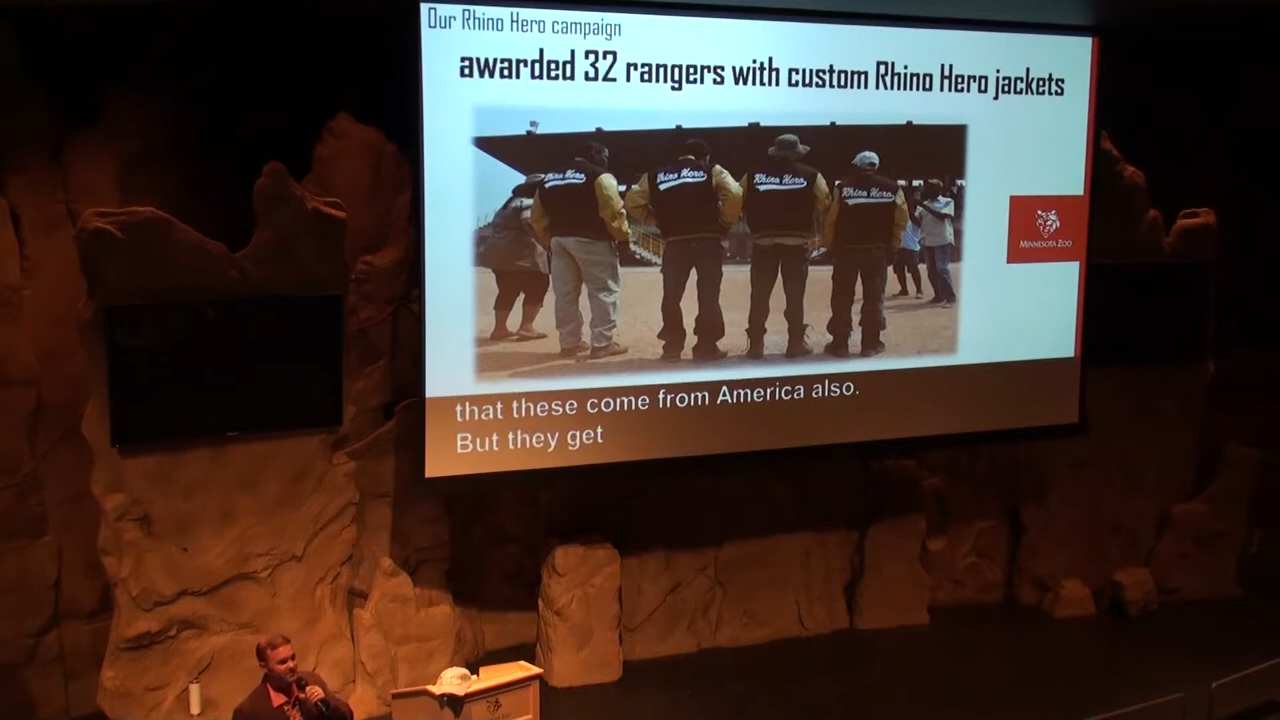 Our Rhino Hero campaign
awarded 32 rangers with custom Rhino Hero jackets
Rhino Hero
Rhino Hero
Rhino Hero
Rhino Hero
MINNESOTA ZOO
that these come from America also.
But they get